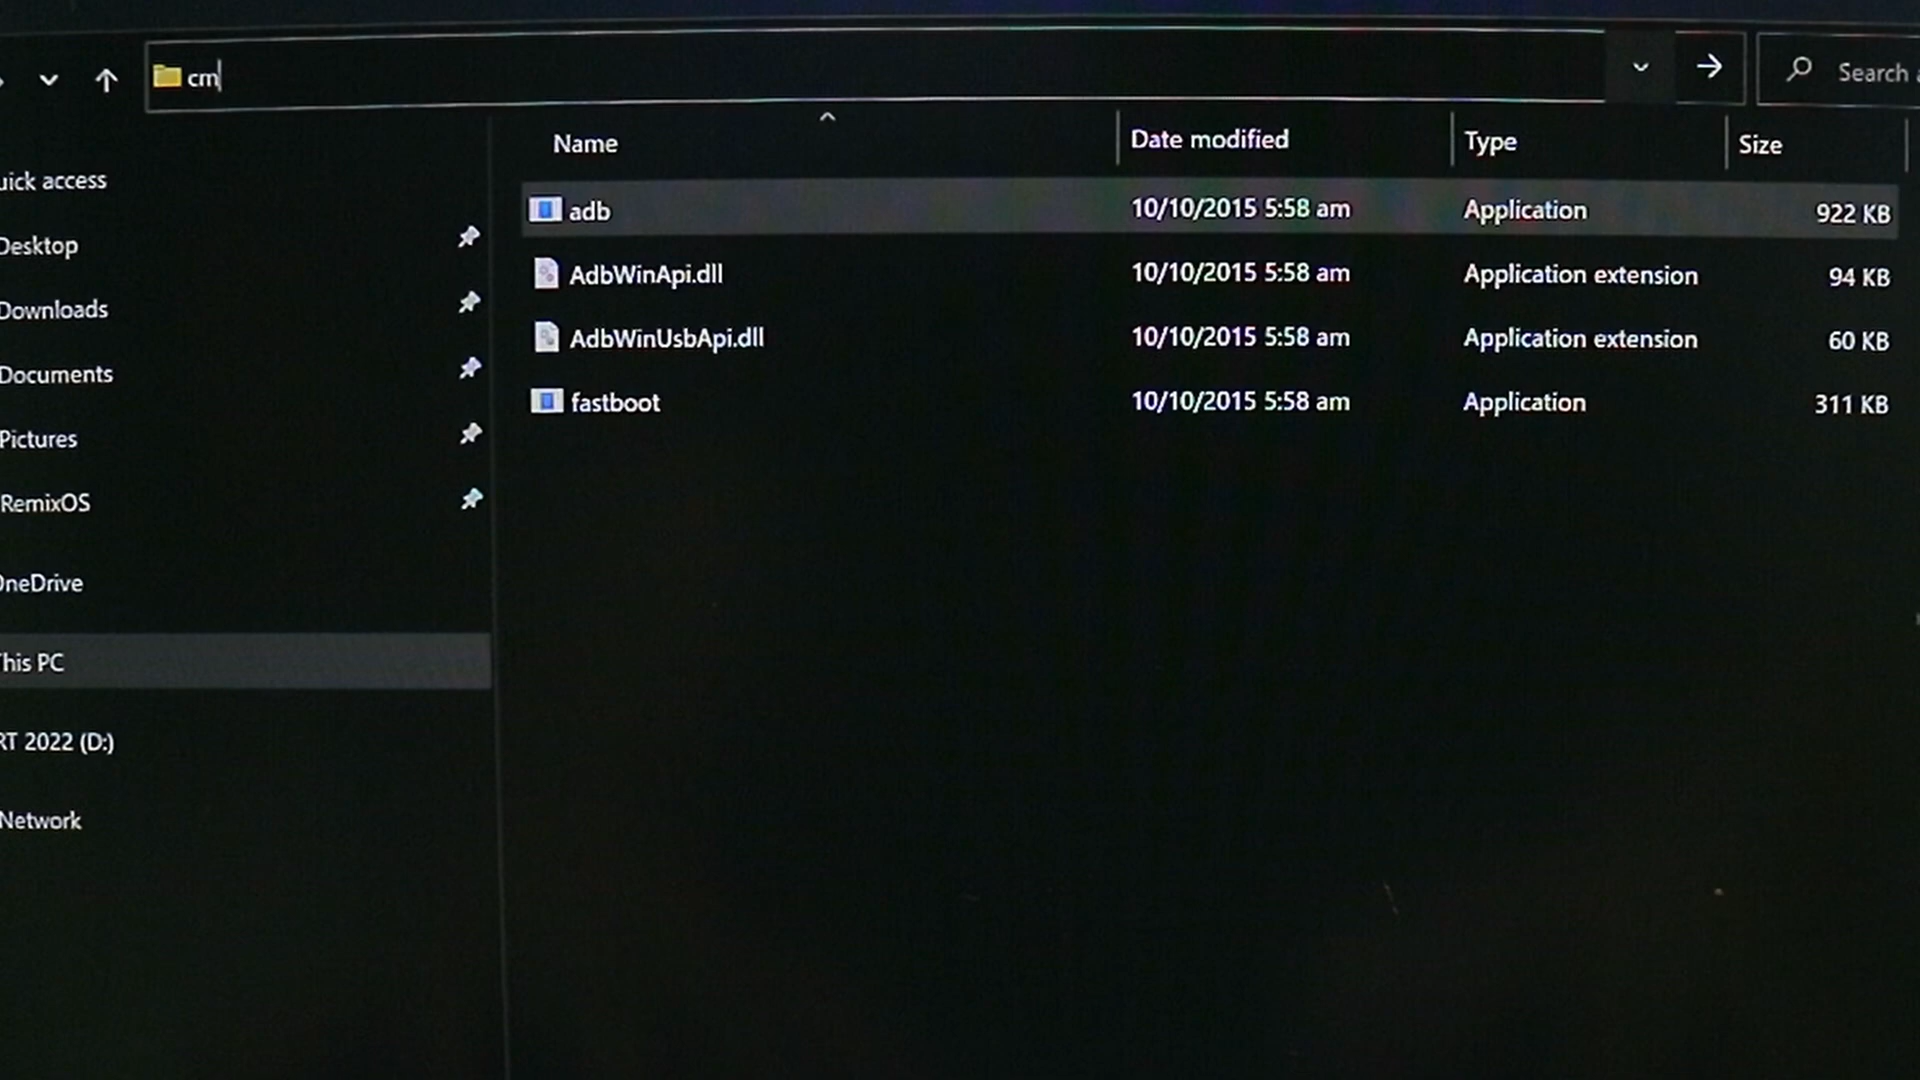 cm
Search
Name Date modified Type Size
uick access
Desktop
Downloads
Documents
Pictures
RemixOS
OneDrive
This PC
RT 2022 (D:)
Network
adb 10/10/2015 5:58 am Application 922 KB
AdbWinApi.dll 10/10/2015 5:58 am Application extension 94 KB
AdbWinUsbApi.dll 10/10/2015 5:58 am Application extension 60 KB
fastboot 10/10/2015 5:58 am Application 311 KB